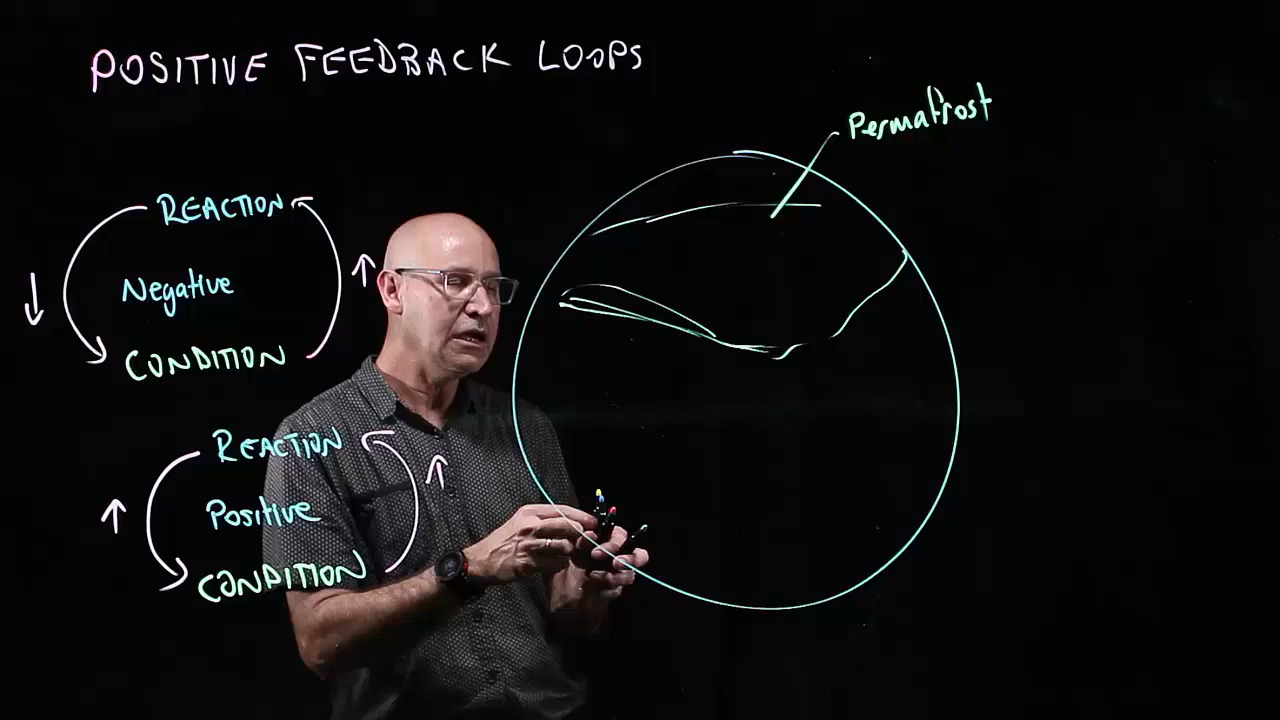 POSITIVE FEEDBACK LOOPS
Permafrost
REACTION
Negative
CONDITION
REACTION
Positive
CONDITION